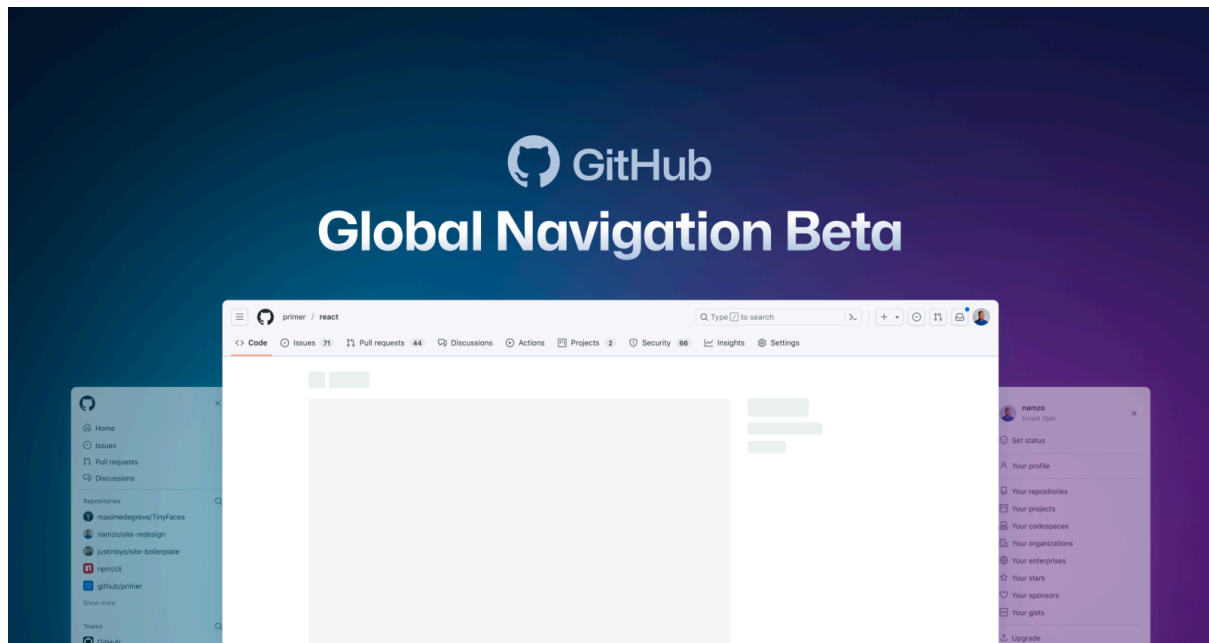 GitHub
Global Navigation Beta
primer / react
Type / to search
Code
Issues 71
Pull requests 44
Discussions
Actions
Projects 2
Security 66
Insights
Settings
Home
Issues
Pull requests
Discussions
Repositories
maximedegreve/TinyFaces
namzo/site-redesign
justinbyo/site-boilerplate
npm/cli
github/primer
Show more
Teams
GitHub
namzo
Ernest Ojeh
Set status
Your profile
Your repositories
Your projects
Your codespaces
Your organizations
Your enterprises
Your stars
Your sponsors
Your gists
Upgrade